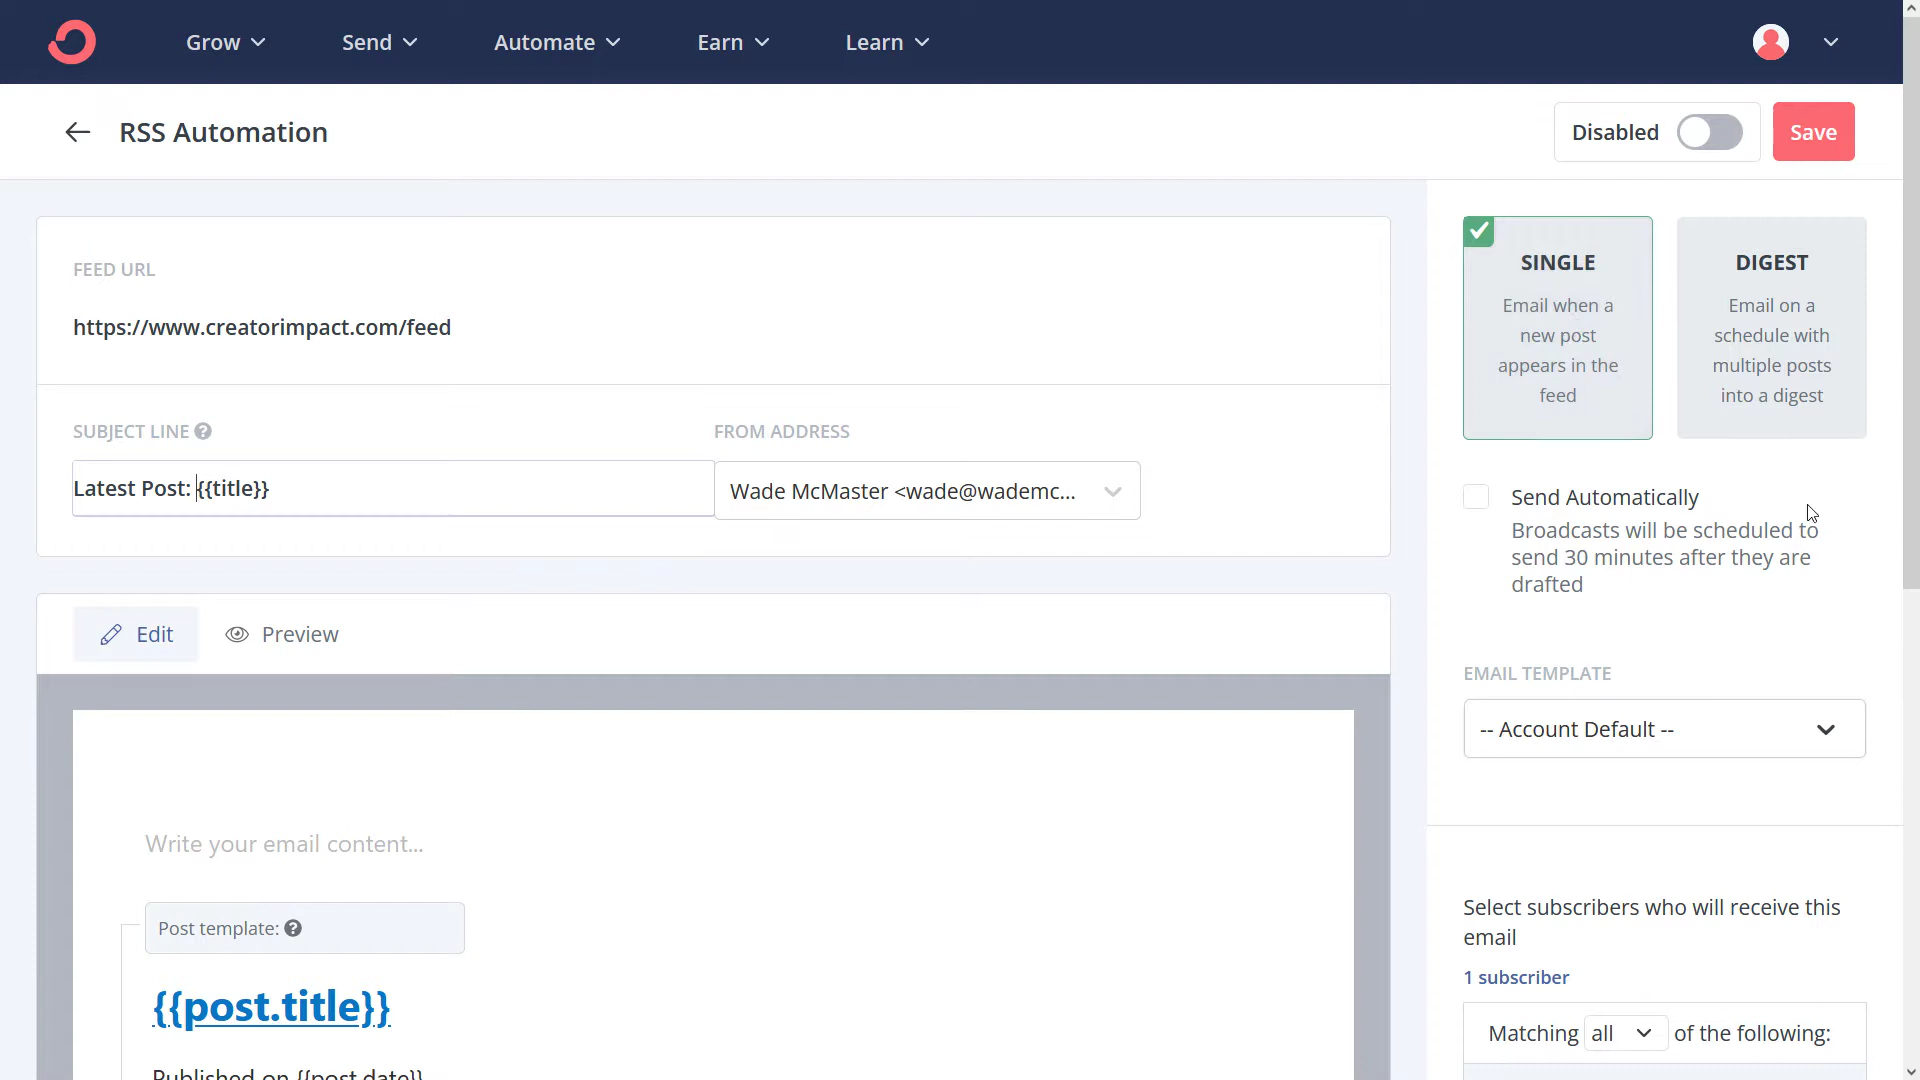 Grow
Send
Automate
Earn
Learn
RSS Automation
Disabled
Save
FEED URL
https://www.creatorimpact.com/feed
SUBJECT LINE ?
FROM ADDRESS
Latest Post: {{title}}
Wade McMaster <wade@wademc...
Edit
Preview
Write your email content...
Post template: ?
{{post.title}}
Published on {{post.date}}
SINGLE
Email when a
new post
appears in the
feed
DIGEST
Email on a
schedule with
multiple posts
into a digest
Send Automatically
Broadcasts will be scheduled to
send 30 minutes after they are
drafted
EMAIL TEMPLATE
-- Account Default --
Select subscribers who will receive this
email
1 subscriber
Matching all of the following: